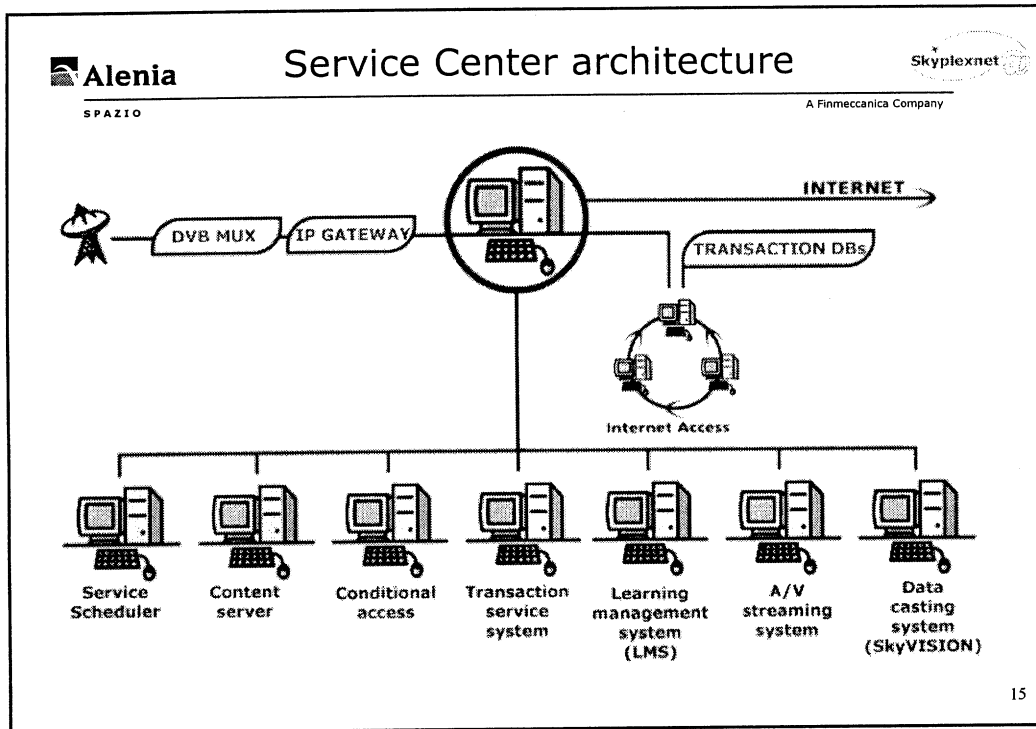 Service Center architecture
Alenia
SPAZIO
Skyplexnet
A Finmeccanica Company
INTERNET
DVB MUX
IP GATEWAY
TRANSACTION DBs
Internet Access
Service
Scheduler
Content
server
Conditional
access
Transaction
service
system
Learning
management
system
(LMS)
A/V
streaming
system
Data
casting
system
(SkyVISION)
15